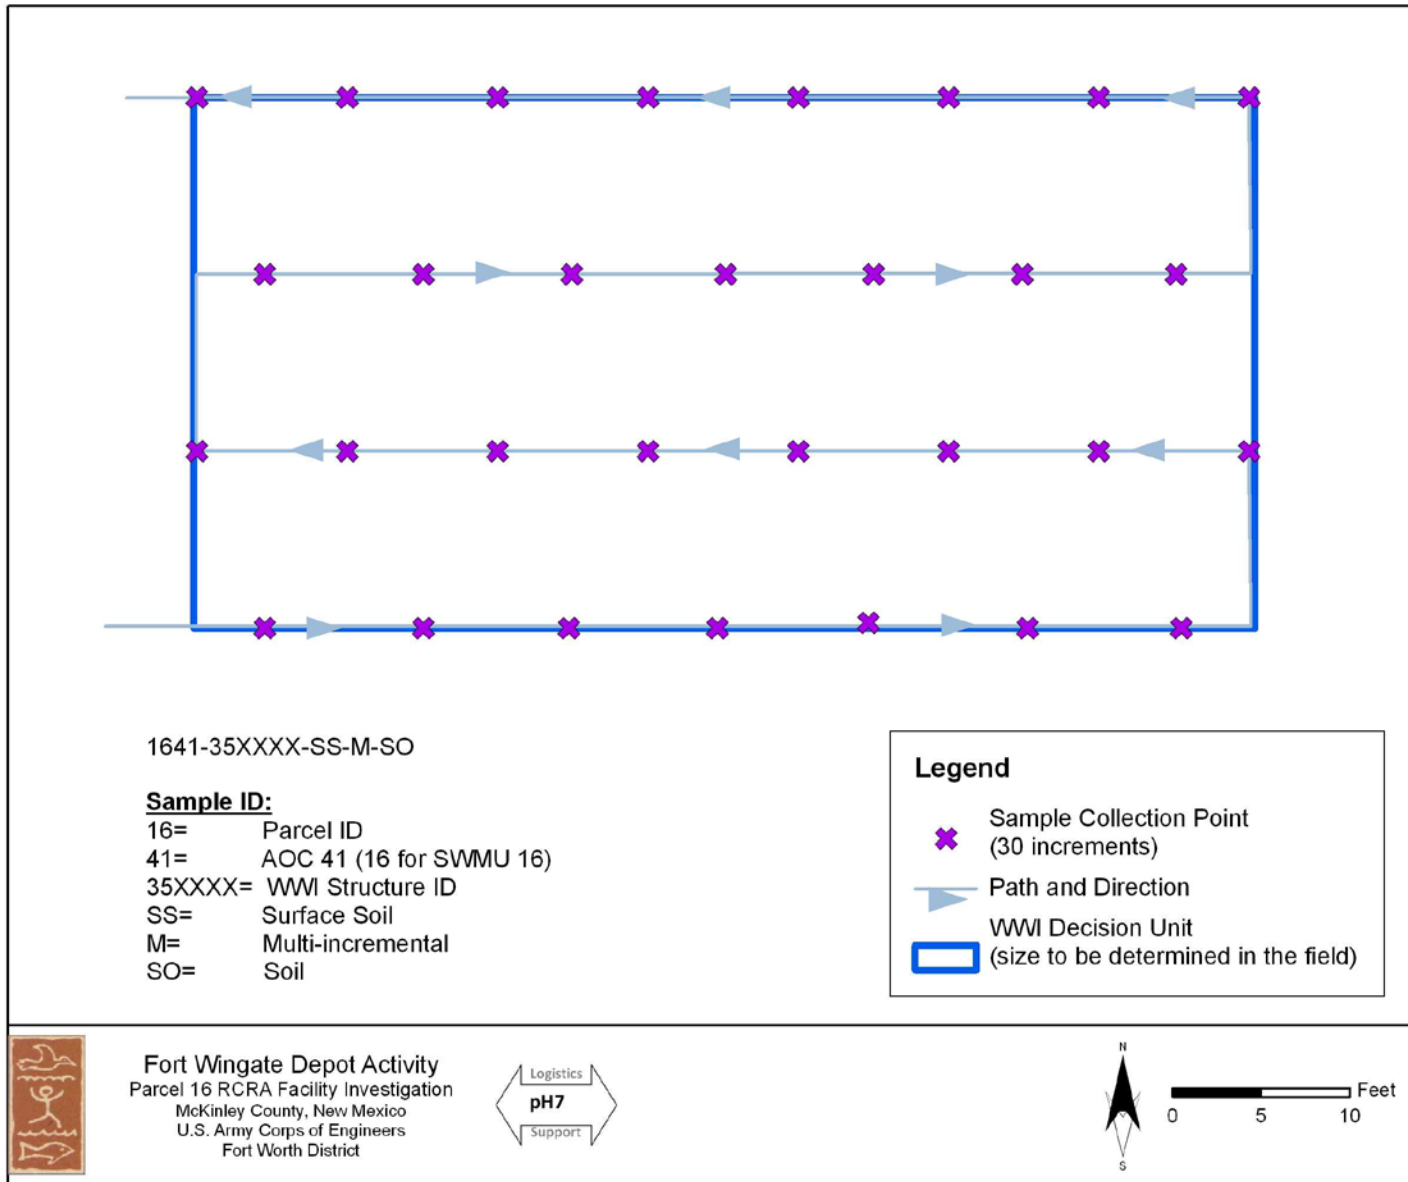 1641-35XXXX-SS-M-SO
Sample ID:
16= Parcel ID
41= AOC 41 (16 for SWMU 16)
35XXXX= WWI Structure ID
SS= Surface Soil
M= Multi-incremental
SO= Soil
Legend
Sample Collection Point
(30 increments)
Path and Direction
WWI Decision Unit
(size to be determined in the field)
Fort Wingate Depot Activity
Parcel 16 RCRA Facility Investigation
McKinley County, New Mexico
U.S. Army Corps of Engineers
Fort Worth District
Logistics
pH7
Support
N
S
Feet
0 5 10